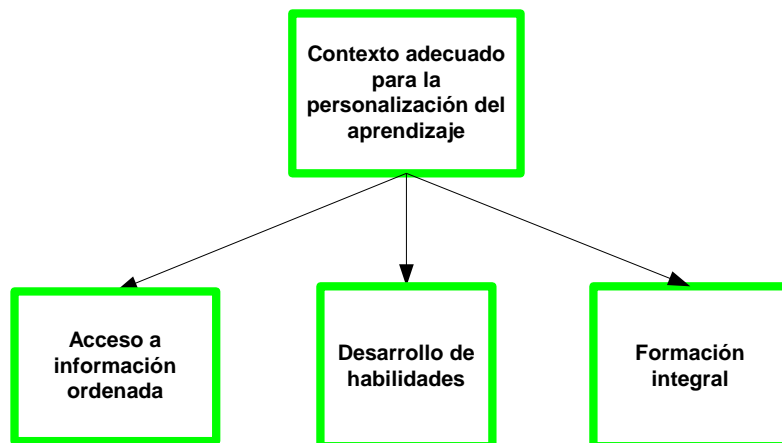 Contexto adecuado
para la
personalización del
aprendizaje
Acceso a
información
ordenada
Desarrollo de
habilidades
Formación
integral